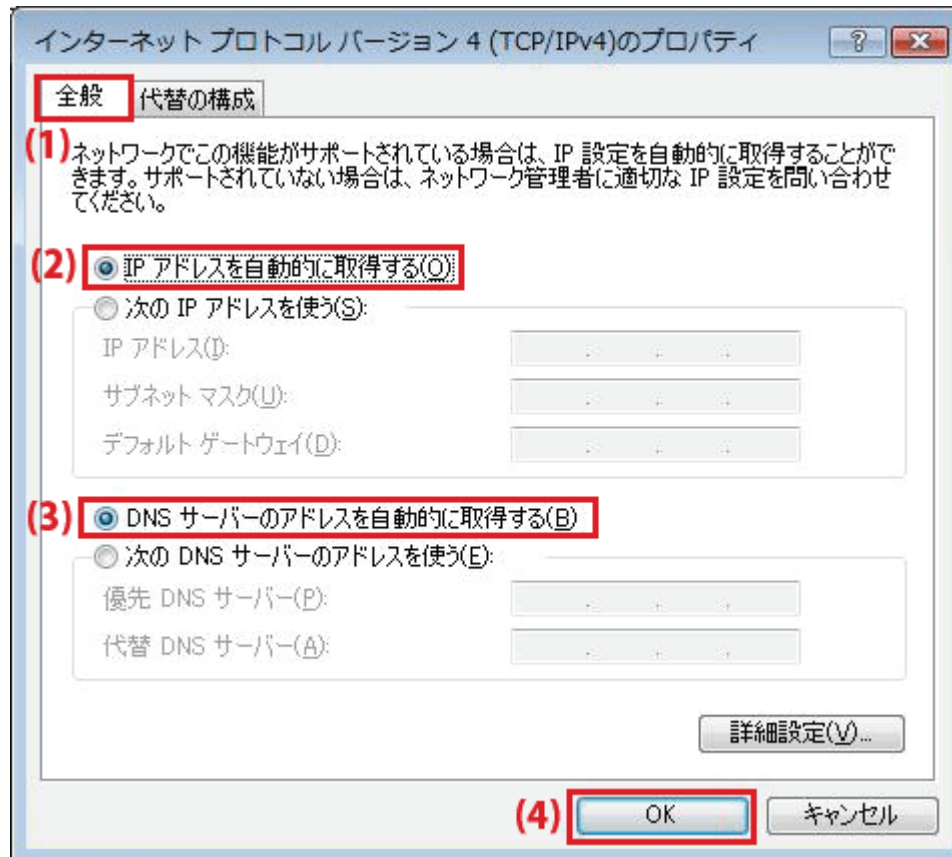 インターネット プロトコル バージョン 4 (TCP/IPv4)のプロパティ
全般 代替の構成
(1)
ネットワークでこの機能がサポートされている場合は、IP 設定を自動的に取得することがで
きます。サポートされていない場合は、ネットワーク管理者に適切な IP 設定を問い合わせ
てください。
(2) IP アドレスを自動的に取得する(O)
次の IP アドレスを使う(S):
IP アドレス(I):
サブネット マスク(U):
デフォルト ゲートウェイ(D):
(3) DNS サーバーのアドレスを自動的に取得する(B)
次の DNS サーバーのアドレスを使う(E):
優先 DNS サーバー(P):
代替 DNS サーバー(A):
詳細設定(V)...
(4) OK キャンセル